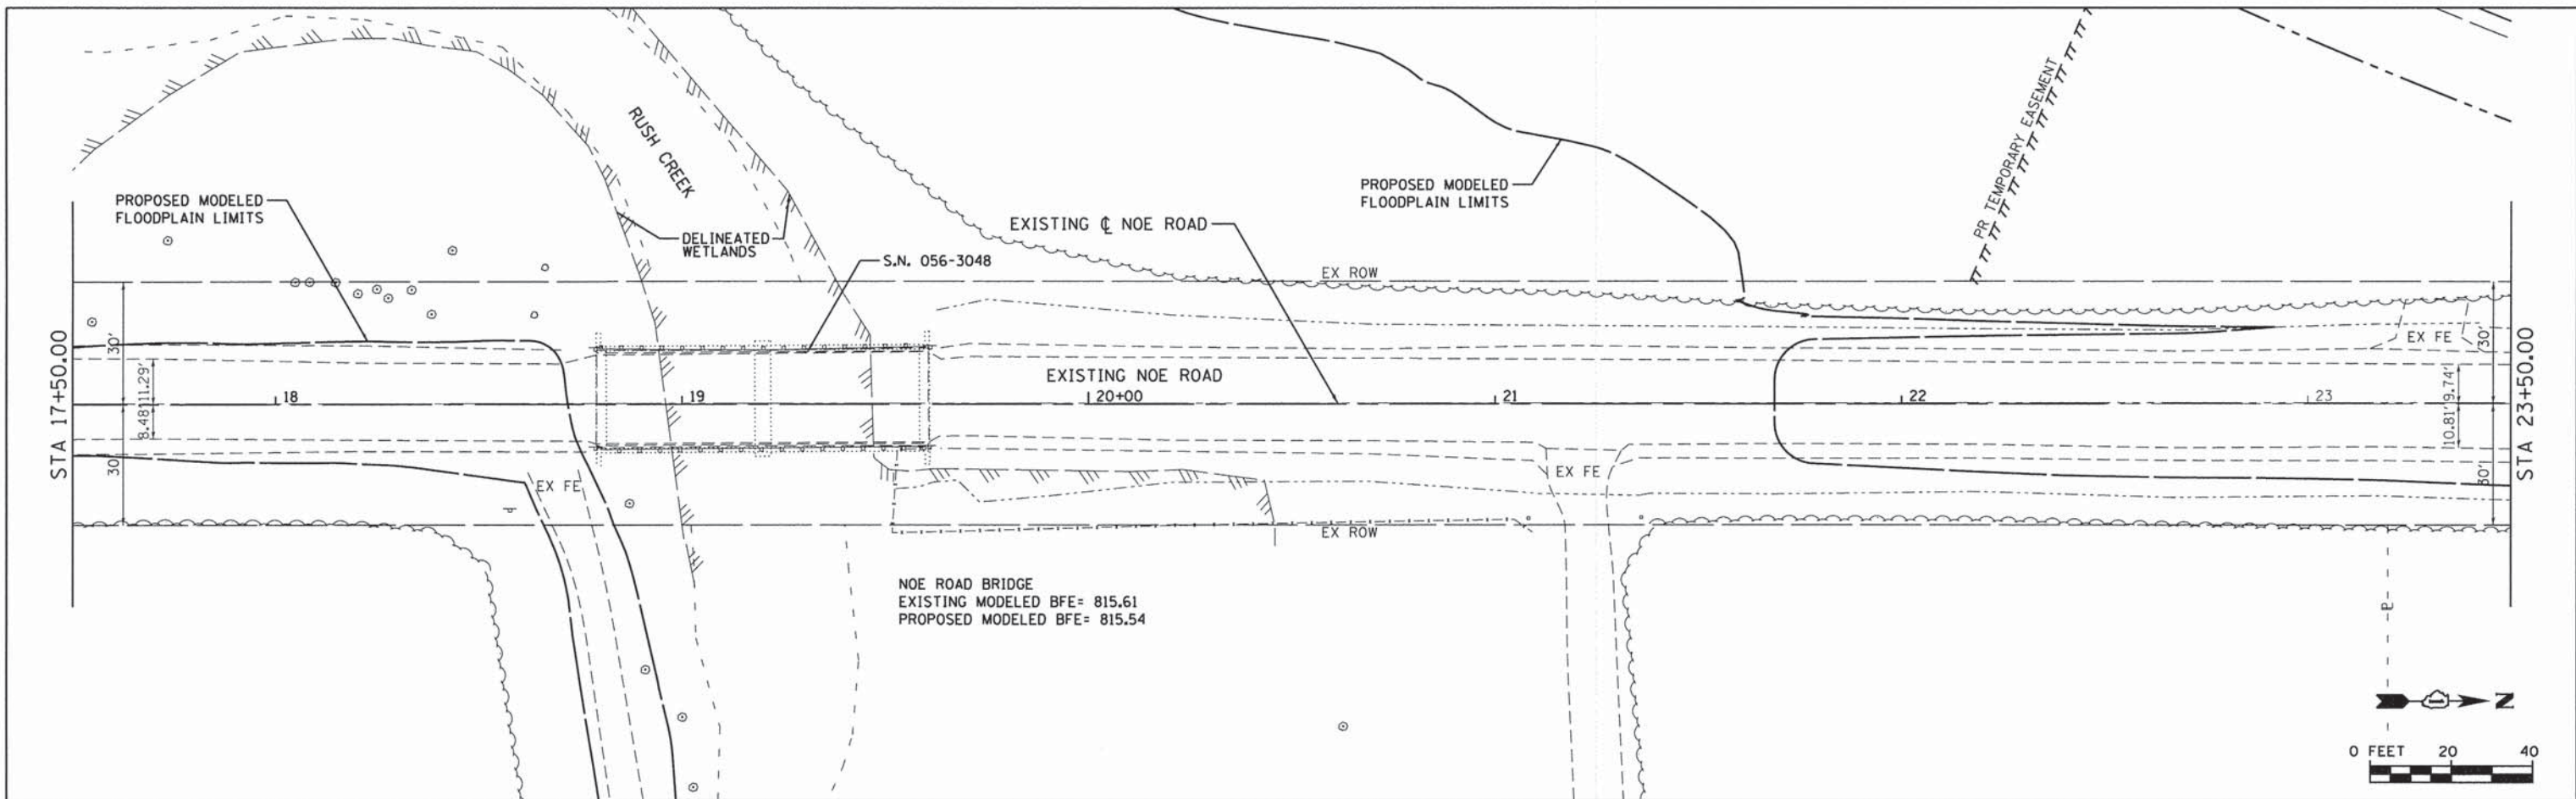 RUSH CREEK
PR TEMPORARY EASEMENT
PROPOSED MODELED
FLOODPLAIN LIMITS
PROPOSED MODELED
FLOODPLAIN LIMITS
DELINEATED
WETLANDS
EXISTING ℄ NOE ROAD
S.N. 056-3048
EX ROW
STA 17+50.00
30'
11.29'
8.48'
30'
18
19
EXISTING NOE ROAD
20+00
21
22
23
EX FE
9.74'
10.81'
30'
30'
STA 23+50.00
EX FE
EX FE
EX ROW
NOE ROAD BRIDGE
EXISTING MODELED BFE= 815.61
PROPOSED MODELED BFE= 815.54
N
0 FEET 20 40